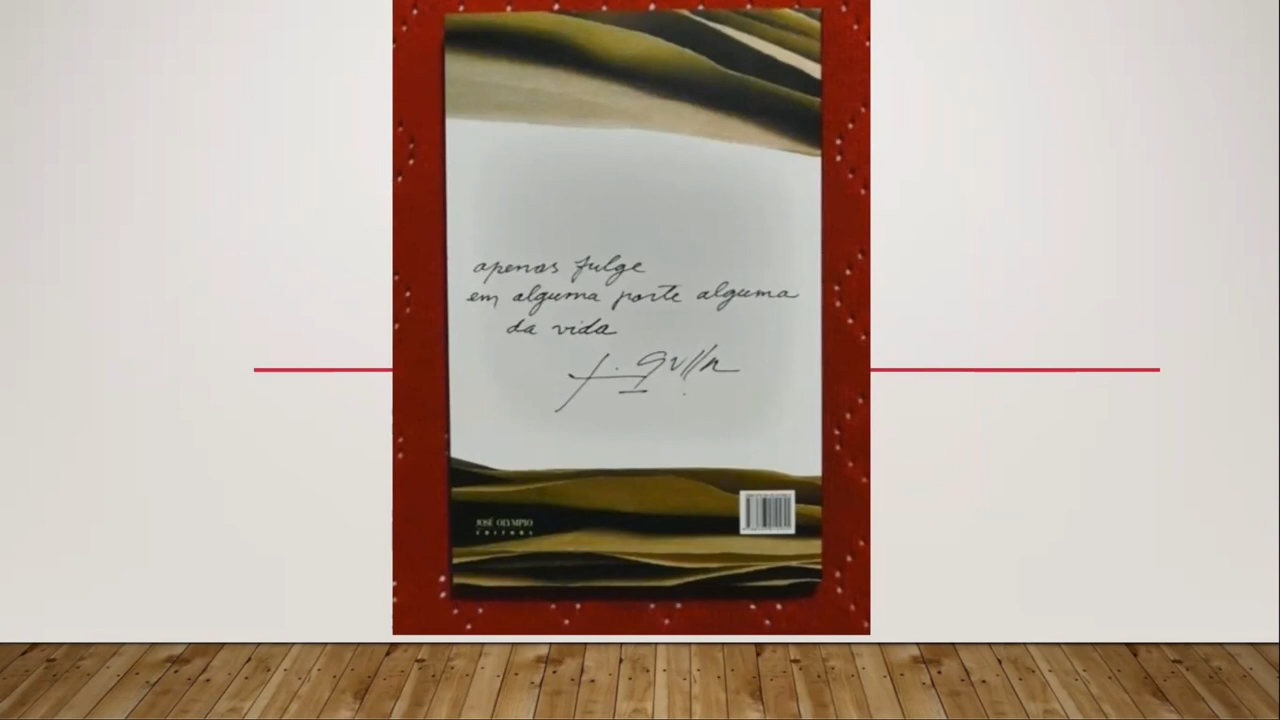 apenas fulge
em alguma parte alguma
da vida
JOSÉ OLYMPIO
EDITORA